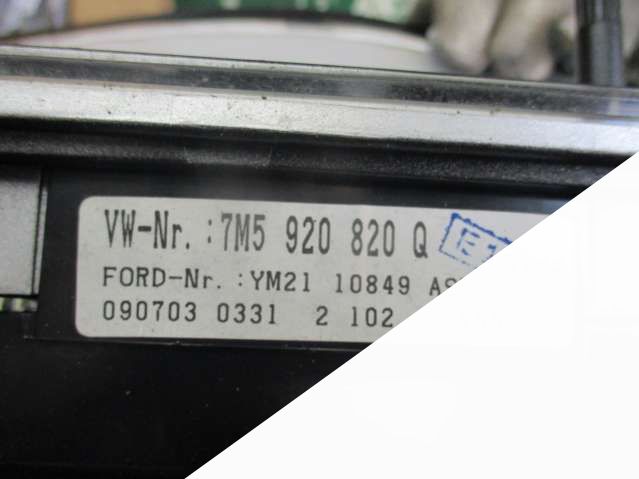 VW-Nr. :7M5 920 820 Q
FORD-Nr. :YM21 10849
090703 0331 2 102